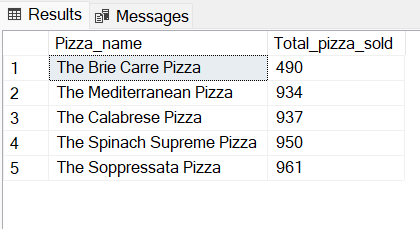 Results Messages
Pizza_name Total_pizza_sold
1 The Brie Carre Pizza 490
2 The Mediterranean Pizza 934
3 The Calabrese Pizza 937
4 The Spinach Supreme Pizza 950
5 The Soppressata Pizza 961